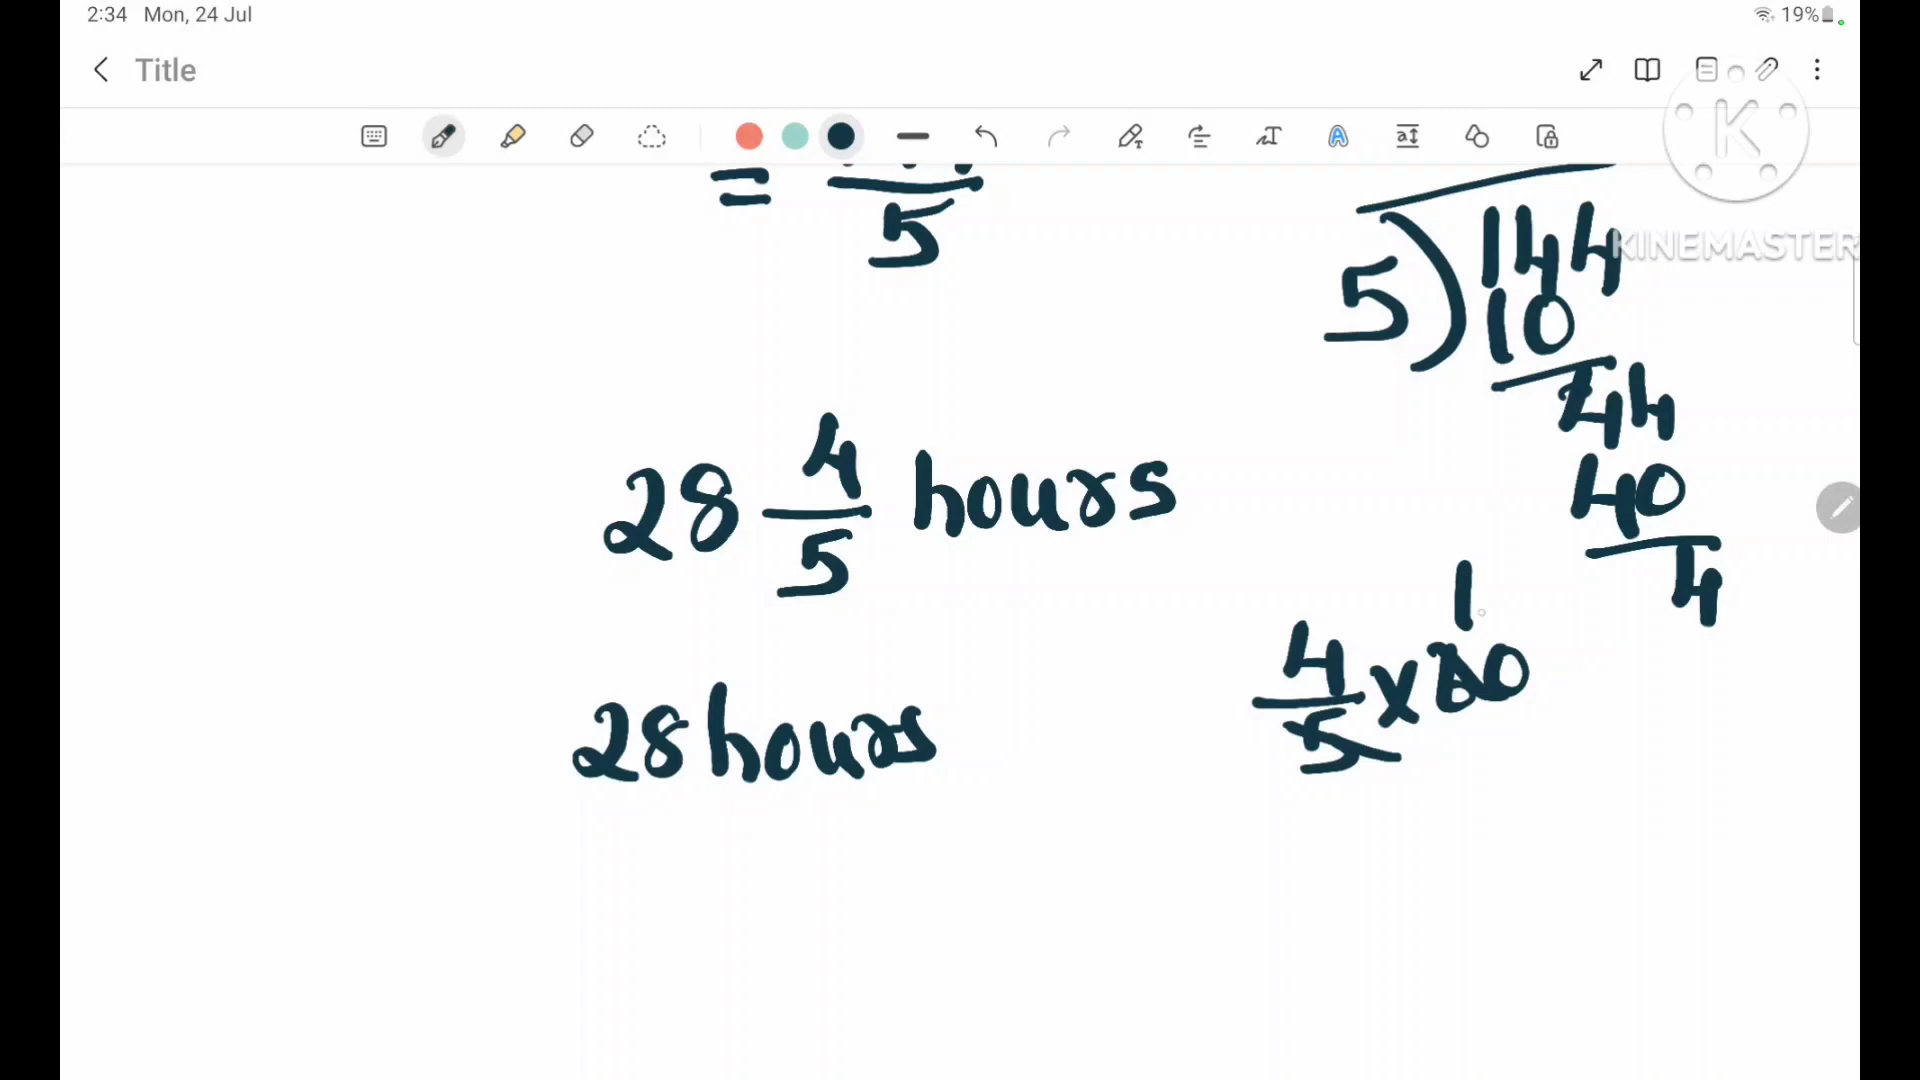 2:34 Mon, 24 Jul
19%
Title
K
KINEMASTER
= /5
5)144
10
44
40
4
28 4/5 hours
1
4/5 x 60
28 hours